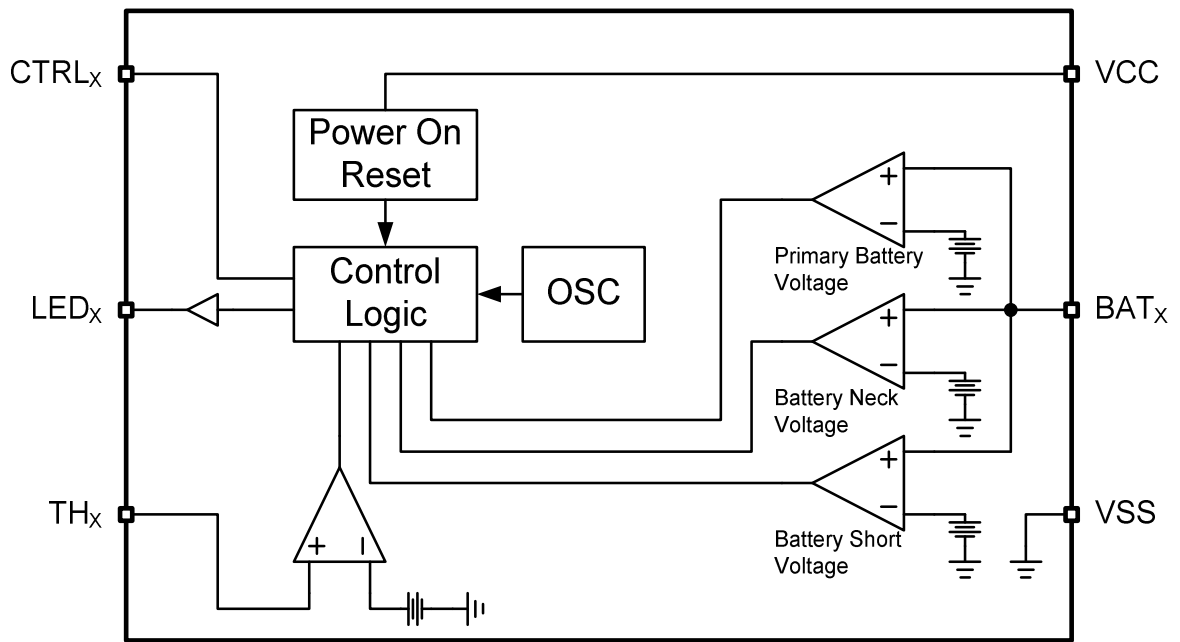 CTRLX
VCC
Power On
Reset
+
−
Primary Battery
Voltage
Control
Logic
OSC
LEDX
BATX
+
−
Battery Neck
Voltage
+
−
Battery Short
Voltage
THX
VSS
+
−